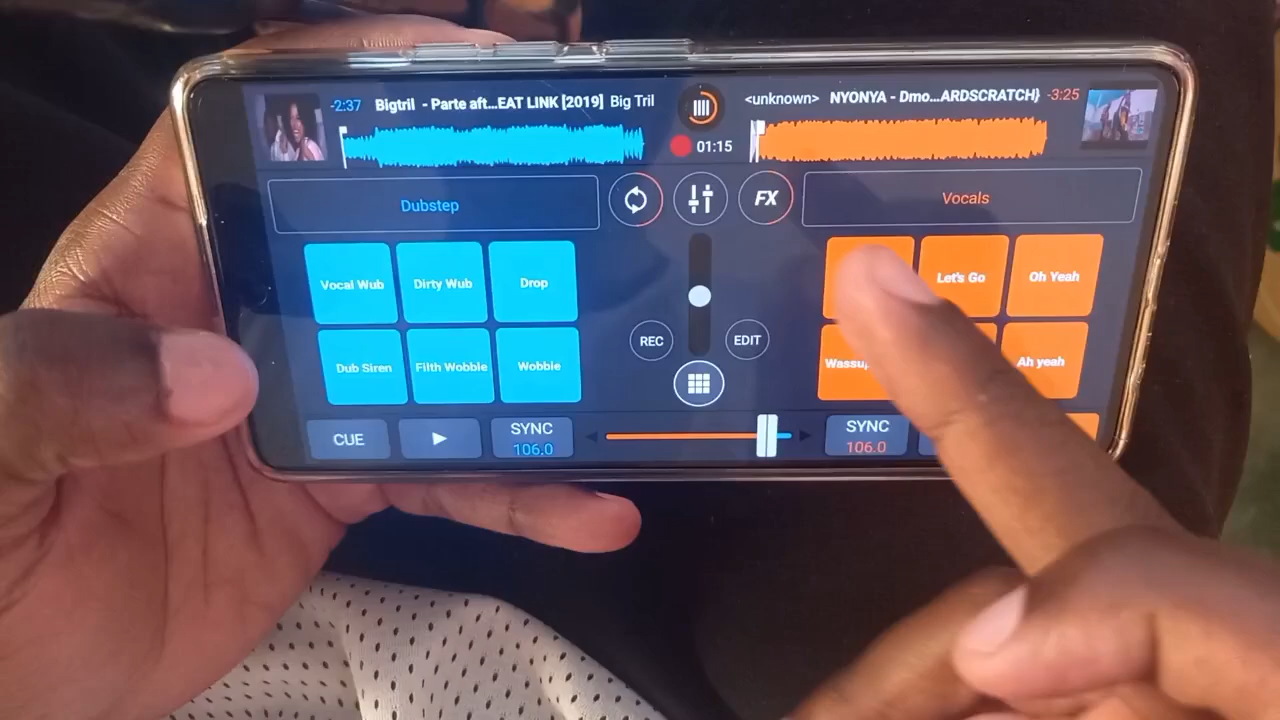 -2:37 Bigtril - Parte aft...EAT LINK [2019] Big Tril
<unknown> NYONYA - Dmo...ARDSCRATCH} -3:25
01:15
Dubstep
FX
Vocals
Vocal Wub Dirty Wub Drop
Let's Go Oh Yeah
Dub Siren Filth Wobble Wobble
REC EDIT
Ah yeah
CUE
SYNC
106.0
SYNC
106.0